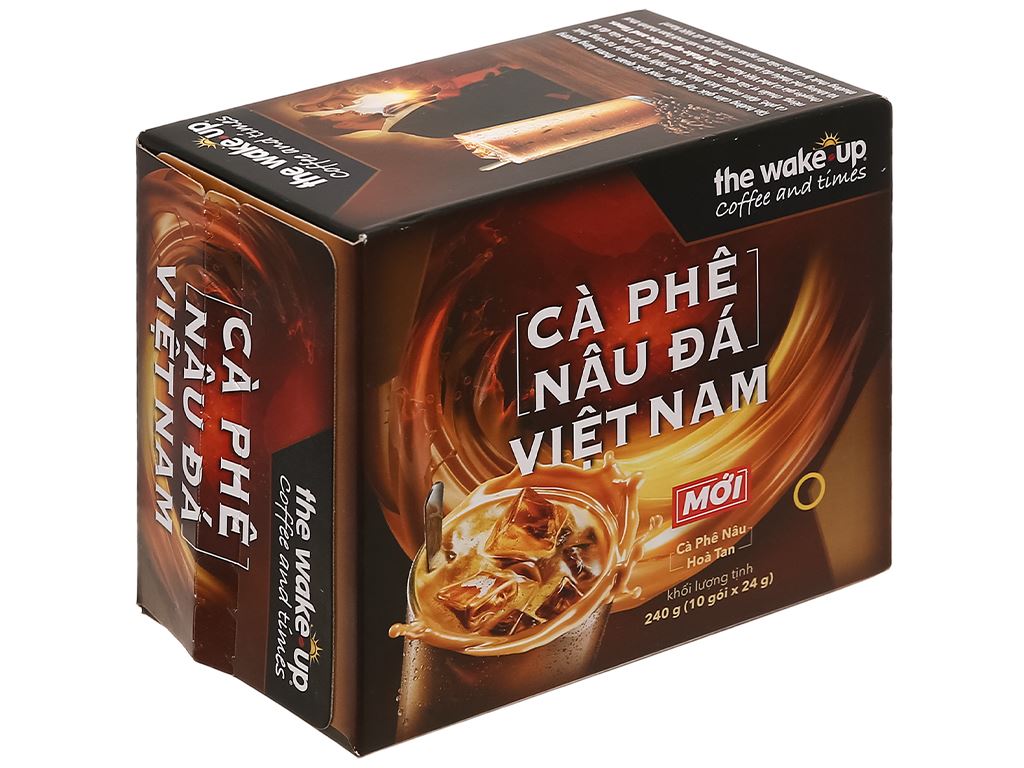 the wake up
Coffee and times
CÀ PHÊ
NÂU ĐÁ
VIỆT NAM
MỚI
Cà Phê Nâu
Hoà Tan
khối lượng tịnh
240 g (10 gói x 24 g)
the wake up
Coffee and times
CÀ PHÊ
NÂU ĐÁ
VIỆT NAM
the wake up
Coffee and times